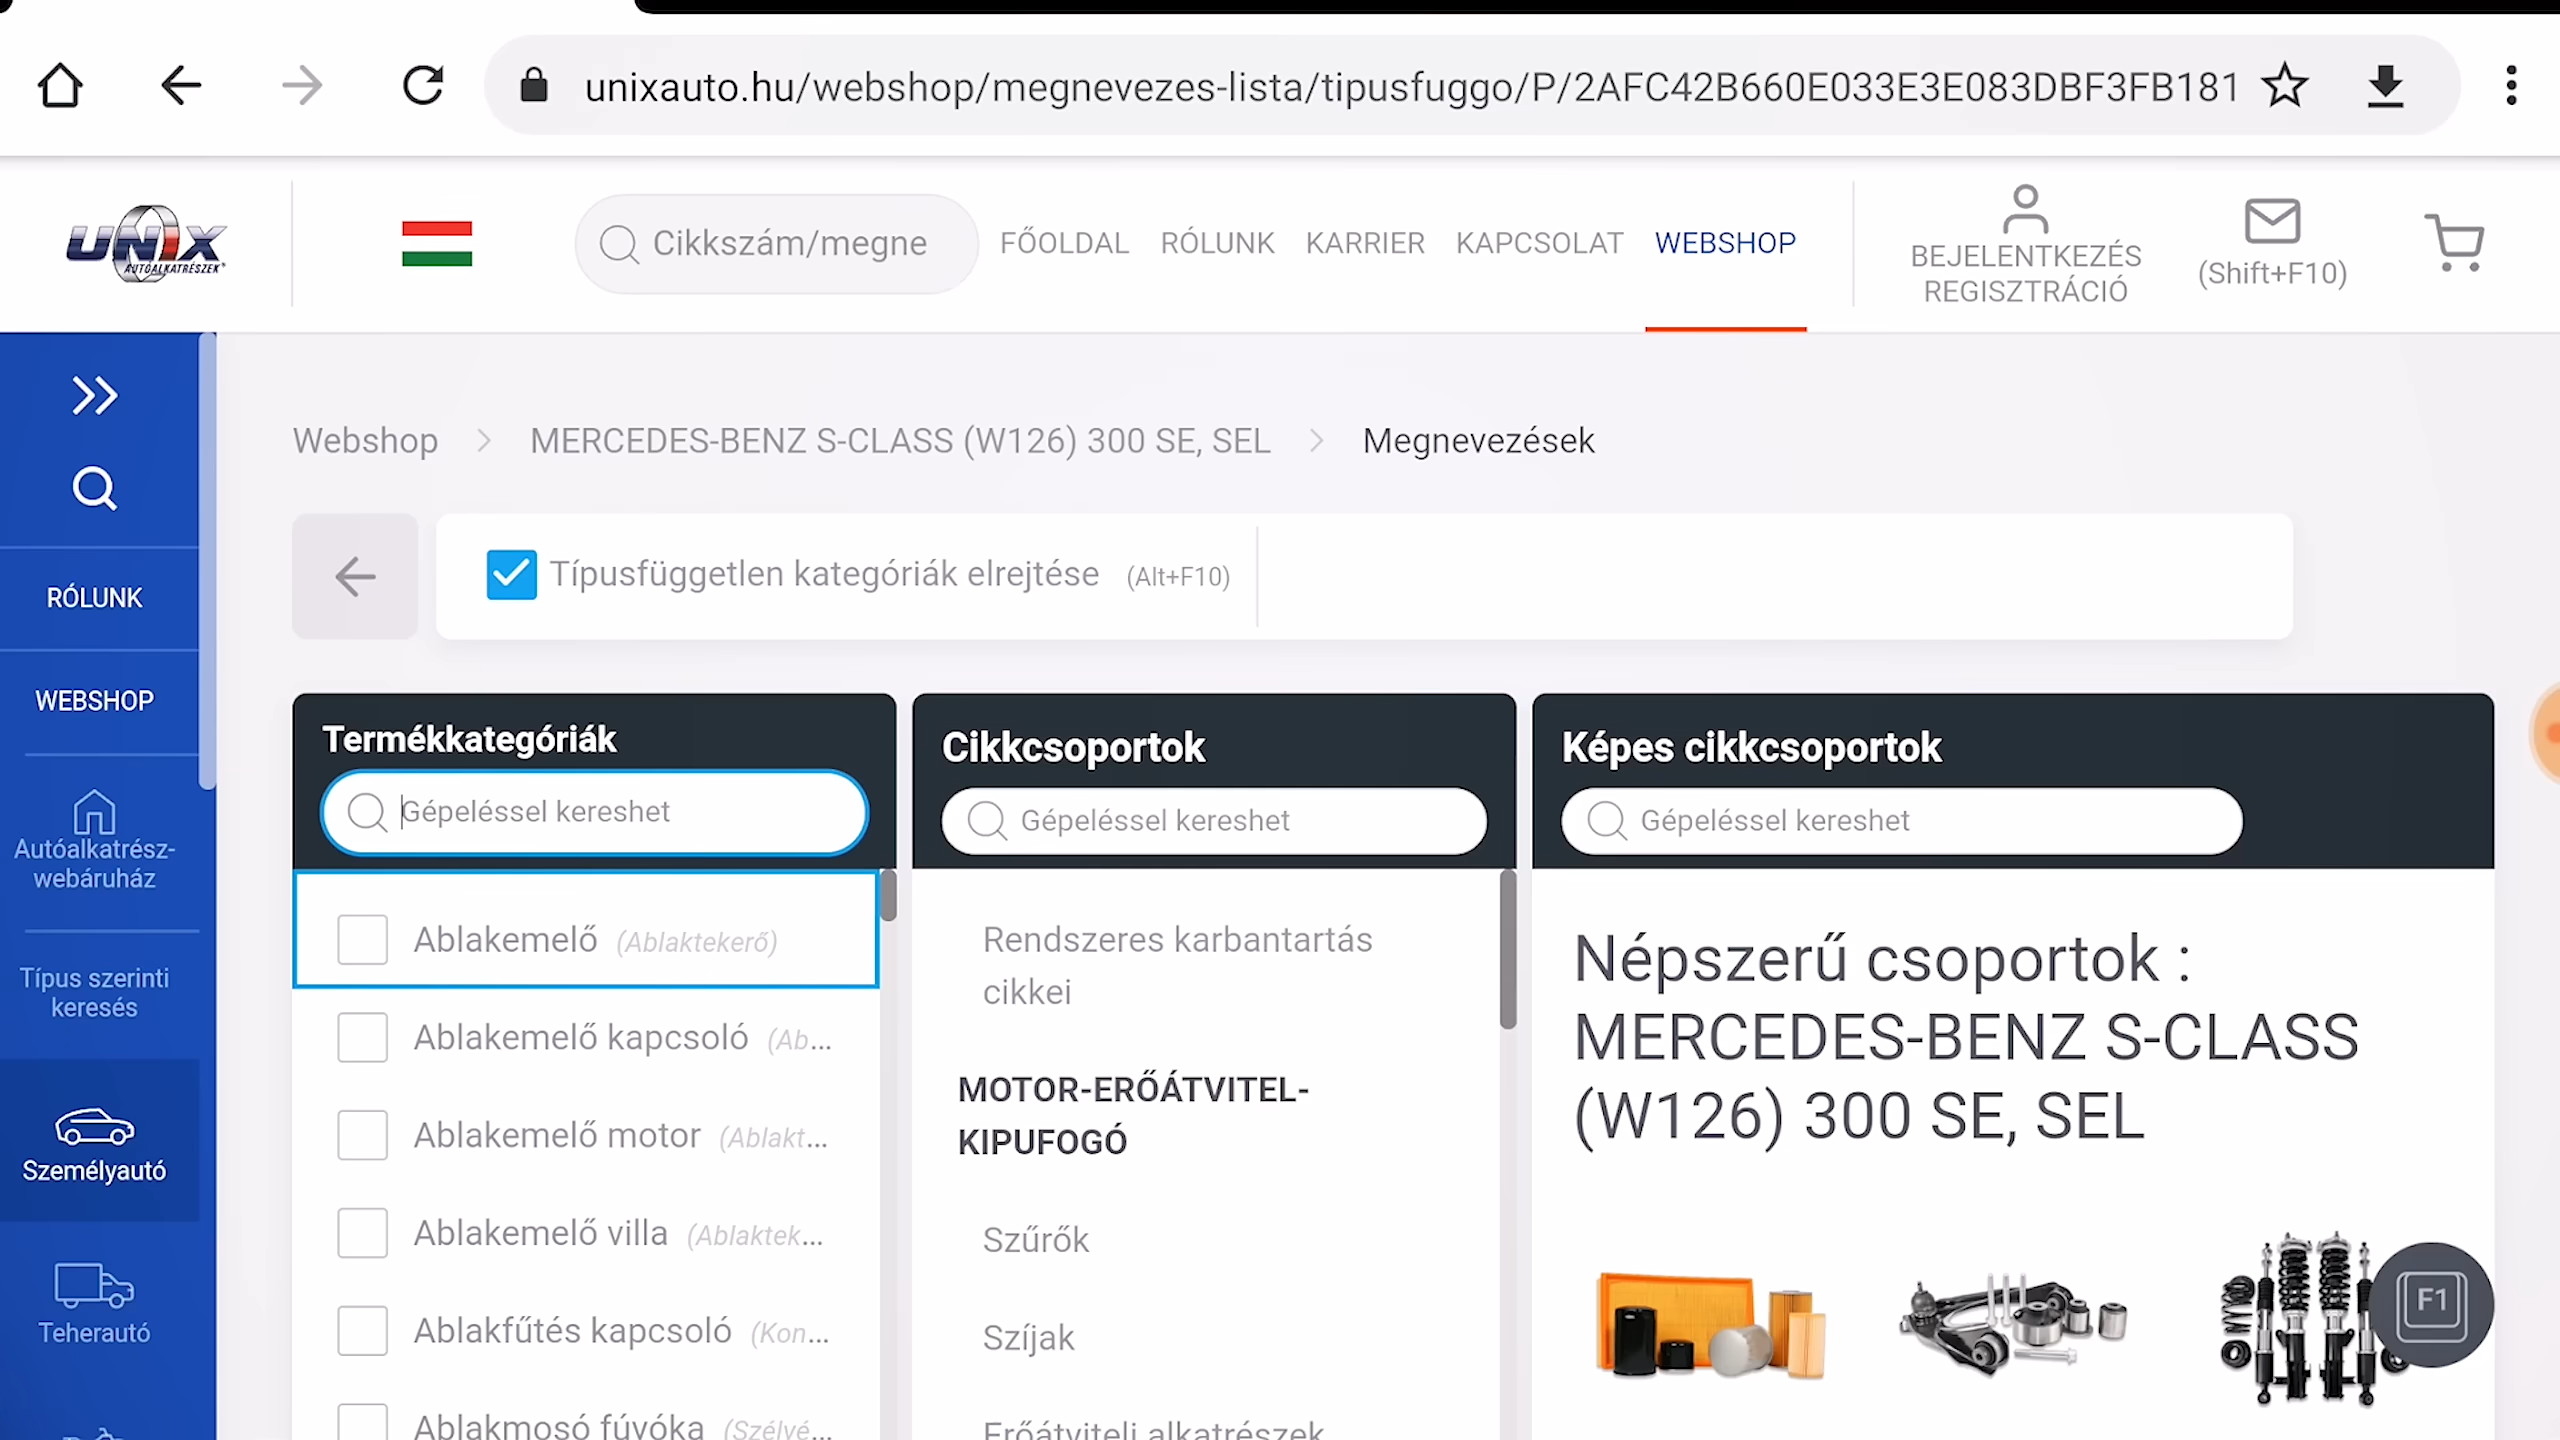 unixauto.hu/webshop/megnevezes-lista/tipusfuggo/P/2AFC42B660E033E3E083DBF3FB181
UNIX
AUTÓALKATRÉSZEK
Cikkszám/megne
FŐOLDAL
RÓLUNK
KARRIER
KAPCSOLAT
WEBSHOP
BEJELENTKEZÉS
REGISZTRÁCIÓ
(Shift+F10)
RÓLUNK
WEBSHOP
Autóalkatrész-
webáruház
Típus szerinti
keresés
Személyautó
Teherautó
Webshop
MERCEDES-BENZ S-CLASS (W126) 300 SE, SEL
Megnevezések
Típusfüggetlen kategóriák elrejtése (Alt+F10)
Termékkategóriák
Gépeléssel kereshet
Ablakemelő (Ablaktekerő)
Ablakemelő kapcsoló (Ab...
Ablakemelő motor (Ablakt...
Ablakemelő villa (Ablaktek...
Ablakfűtés kapcsoló (Kon...
Ablakmosó fúvóka (Szélvé...
Cikkcsoportok
Gépeléssel kereshet
Rendszeres karbantartás
cikkei
MOTOR-ERŐÁTVITEL-
KIPUFOGÓ
Szűrők
Szíjak
Erőátviteli alkatrészek
Képes cikkcsoportok
Gépeléssel kereshet
Népszerű csoportok :
MERCEDES-BENZ S-CLASS
(W126) 300 SE, SEL
F1